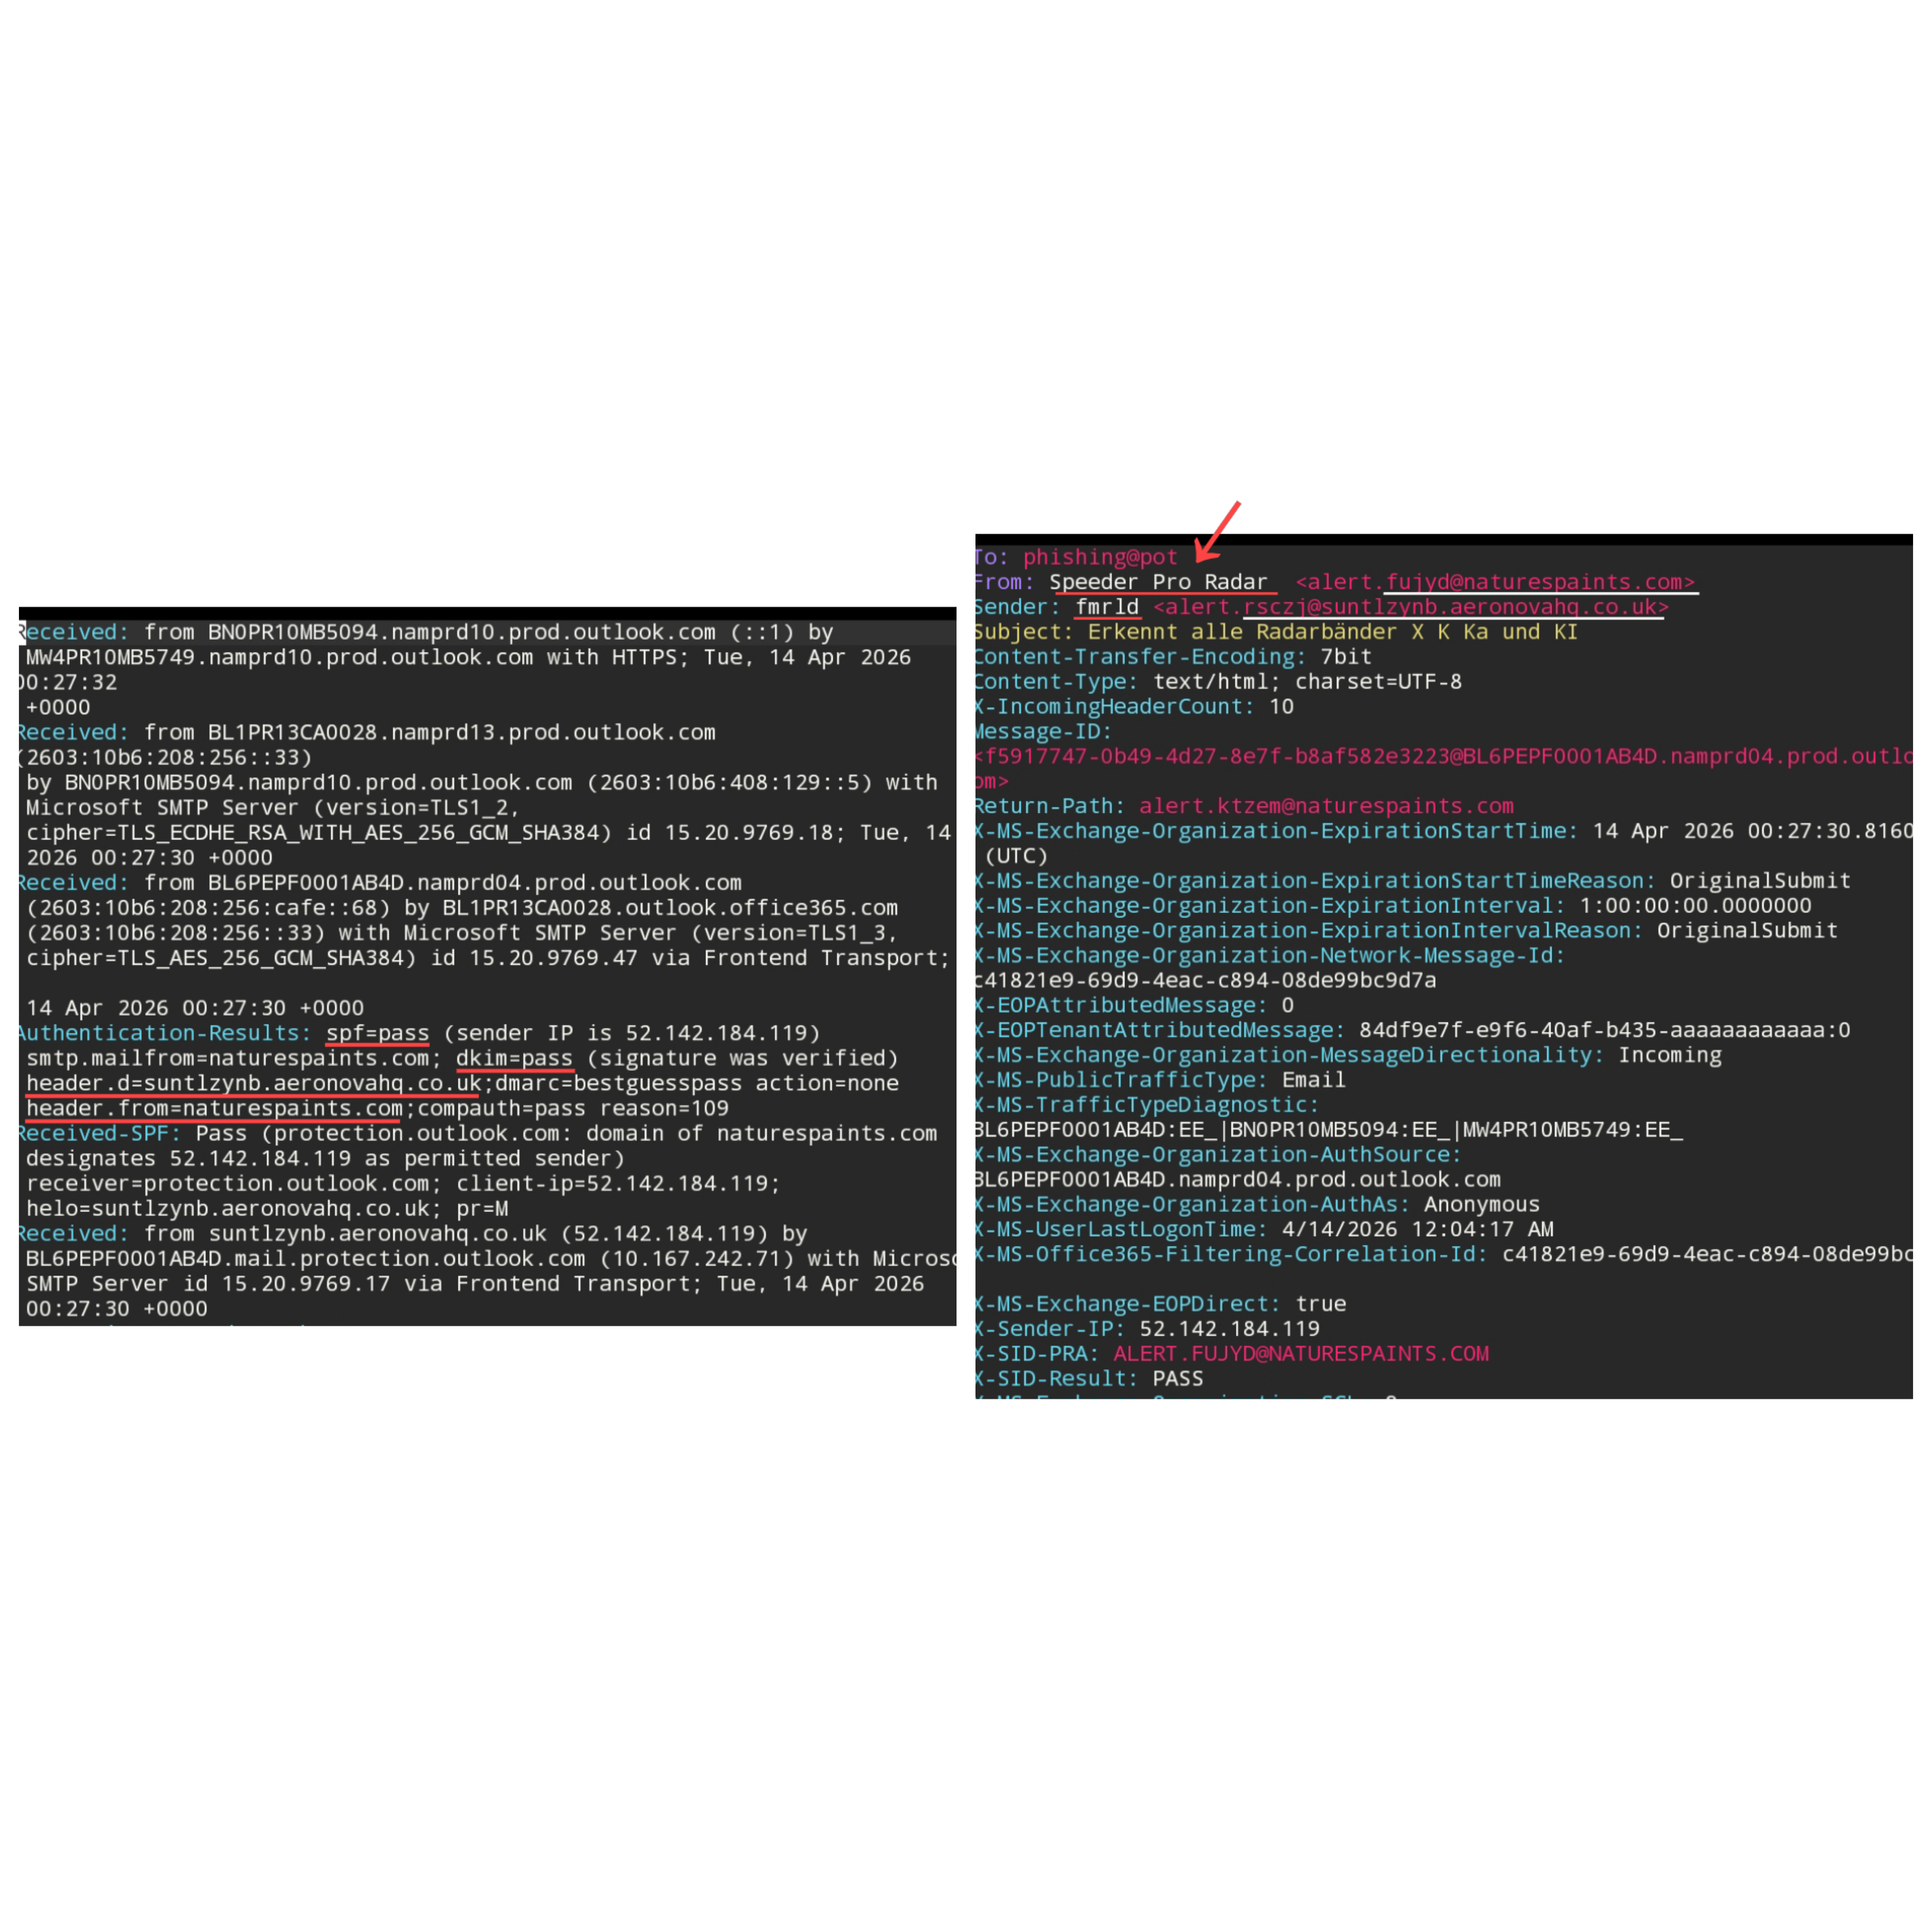 Received: from BN0PR10MB5094.namprd10.prod.outlook.com (::1) by
MW4PR10MB5749.namprd10.prod.outlook.com with HTTPS; Tue, 14 Apr 2026
00:27:32
+0000
Received: from BL1PR13CA0028.namprd13.prod.outlook.com
(2603:10b6:208:256::33)
by BN0PR10MB5094.namprd10.prod.outlook.com (2603:10b6:408:129::5) with
Microsoft SMTP Server (version=TLS1_2,
cipher=TLS_ECDHE_RSA_WITH_AES_256_GCM_SHA384) id 15.20.9769.18; Tue, 14
2026 00:27:30 +0000
Received: from BL6PEPF0001AB4D.namprd04.prod.outlook.com
(2603:10b6:208:256:cafe::68) by BL1PR13CA0028.outlook.office365.com
(2603:10b6:208:256::33) with Microsoft SMTP Server (version=TLS1_3,
cipher=TLS_AES_256_GCM_SHA384) id 15.20.9769.47 via Frontend Transport;
14 Apr 2026 00:27:30 +0000
Authentication-Results: spf=pass (sender IP is 52.142.184.119)
smtp.mailfrom=naturespaints.com; dkim=pass (signature was verified)
header.d=suntlzynb.aeronovahq.co.uk;dmarc=bestguesspass action=none
header.from=naturespaints.com;compauth=pass reason=109
Received-SPF: Pass (protection.outlook.com: domain of naturespaints.com
designates 52.142.184.119 as permitted sender)
receiver=protection.outlook.com; client-ip=52.142.184.119;
helo=suntlzynb.aeronovahq.co.uk; pr=M
Received: from suntlzynb.aeronovahq.co.uk (52.142.184.119) by
BL6PEPF0001AB4D.mail.protection.outlook.com (10.167.242.71) with Microso
SMTP Server id 15.20.9769.17 via Frontend Transport; Tue, 14 Apr 2026
00:27:30 +0000
To: phishing@pot
From: Speeder Pro Radar <alert.fujyd@naturespaints.com>
Sender: fmrld <alert.rsczj@suntlzynb.aeronovahq.co.uk>
Subject: Erkennt alle Radarbänder X K Ka und KI
Content-Transfer-Encoding: 7bit
Content-Type: text/html; charset=UTF-8
X-IncomingHeaderCount: 10
Message-ID:
<f5917747-0b49-4d27-8e7f-b8af582e3223@BL6PEPF0001AB4D.namprd04.prod.outlo
om>
Return-Path: alert.ktzem@naturespaints.com
X-MS-Exchange-Organization-ExpirationStartTime: 14 Apr 2026 00:27:30.8160
(UTC)
X-MS-Exchange-Organization-ExpirationStartTimeReason: OriginalSubmit
X-MS-Exchange-Organization-ExpirationInterval: 1:00:00:00.0000000
X-MS-Exchange-Organization-ExpirationIntervalReason: OriginalSubmit
X-MS-Exchange-Organization-Network-Message-Id:
c41821e9-69d9-4eac-c894-08de99bc9d7a
X-EOPAttributedMessage: 0
X-EOPTenantAttributedMessage: 84df9e7f-e9f6-40af-b435-aaaaaaaaaaaa:0
X-MS-Exchange-Organization-MessageDirectionality: Incoming
X-MS-PublicTrafficType: Email
X-MS-TrafficTypeDiagnostic:
BL6PEPF0001AB4D:EE_|BN0PR10MB5094:EE_|MW4PR10MB5749:EE_
X-MS-Exchange-Organization-AuthSource:
BL6PEPF0001AB4D.namprd04.prod.outlook.com
X-MS-Exchange-Organization-AuthAs: Anonymous
X-MS-UserLastLogonTime: 4/14/2026 12:04:17 AM
X-MS-Office365-Filtering-Correlation-Id: c41821e9-69d9-4eac-c894-08de99bc
X-MS-Exchange-EOPDirect: true
X-Sender-IP: 52.142.184.119
X-SID-PRA: ALERT.FUJYD@NATURESPAINTS.COM
X-SID-Result: PASS